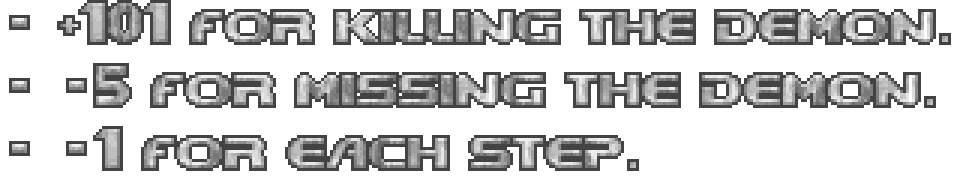 - +101 FOR KILLING THE DEMON.
- -5 FOR MISSING THE DEMON.
- -1 FOR EACH STEP.